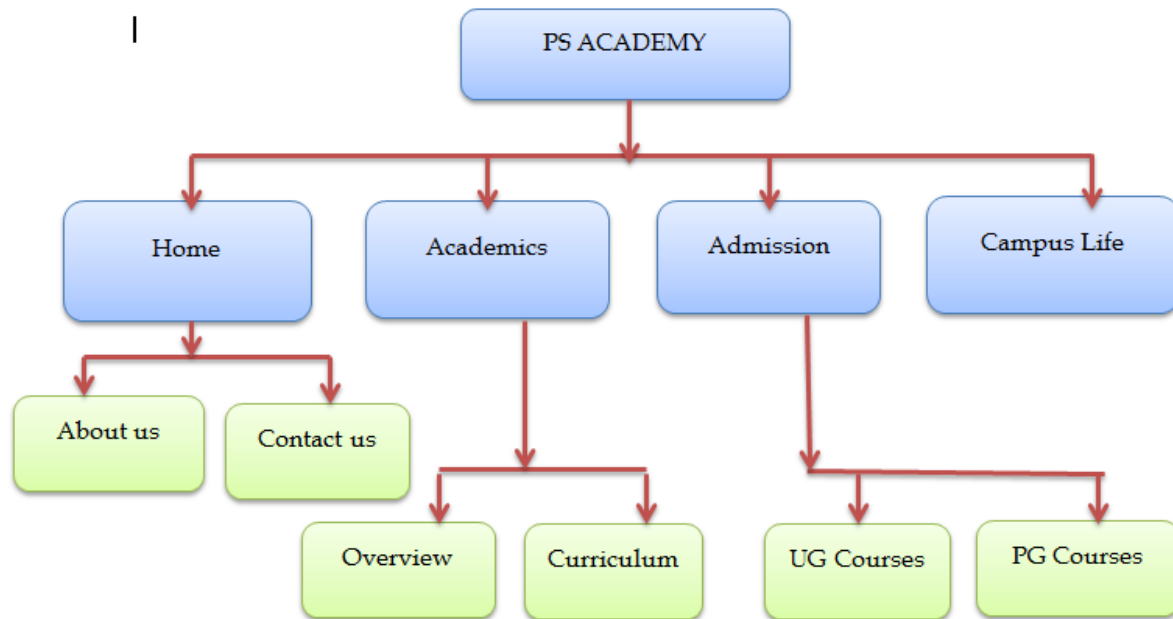 PS ACADEMY
Home
Academics
Admission
Campus Life
About us
Contact us
Overview
Curriculum
UG Courses
PG Courses